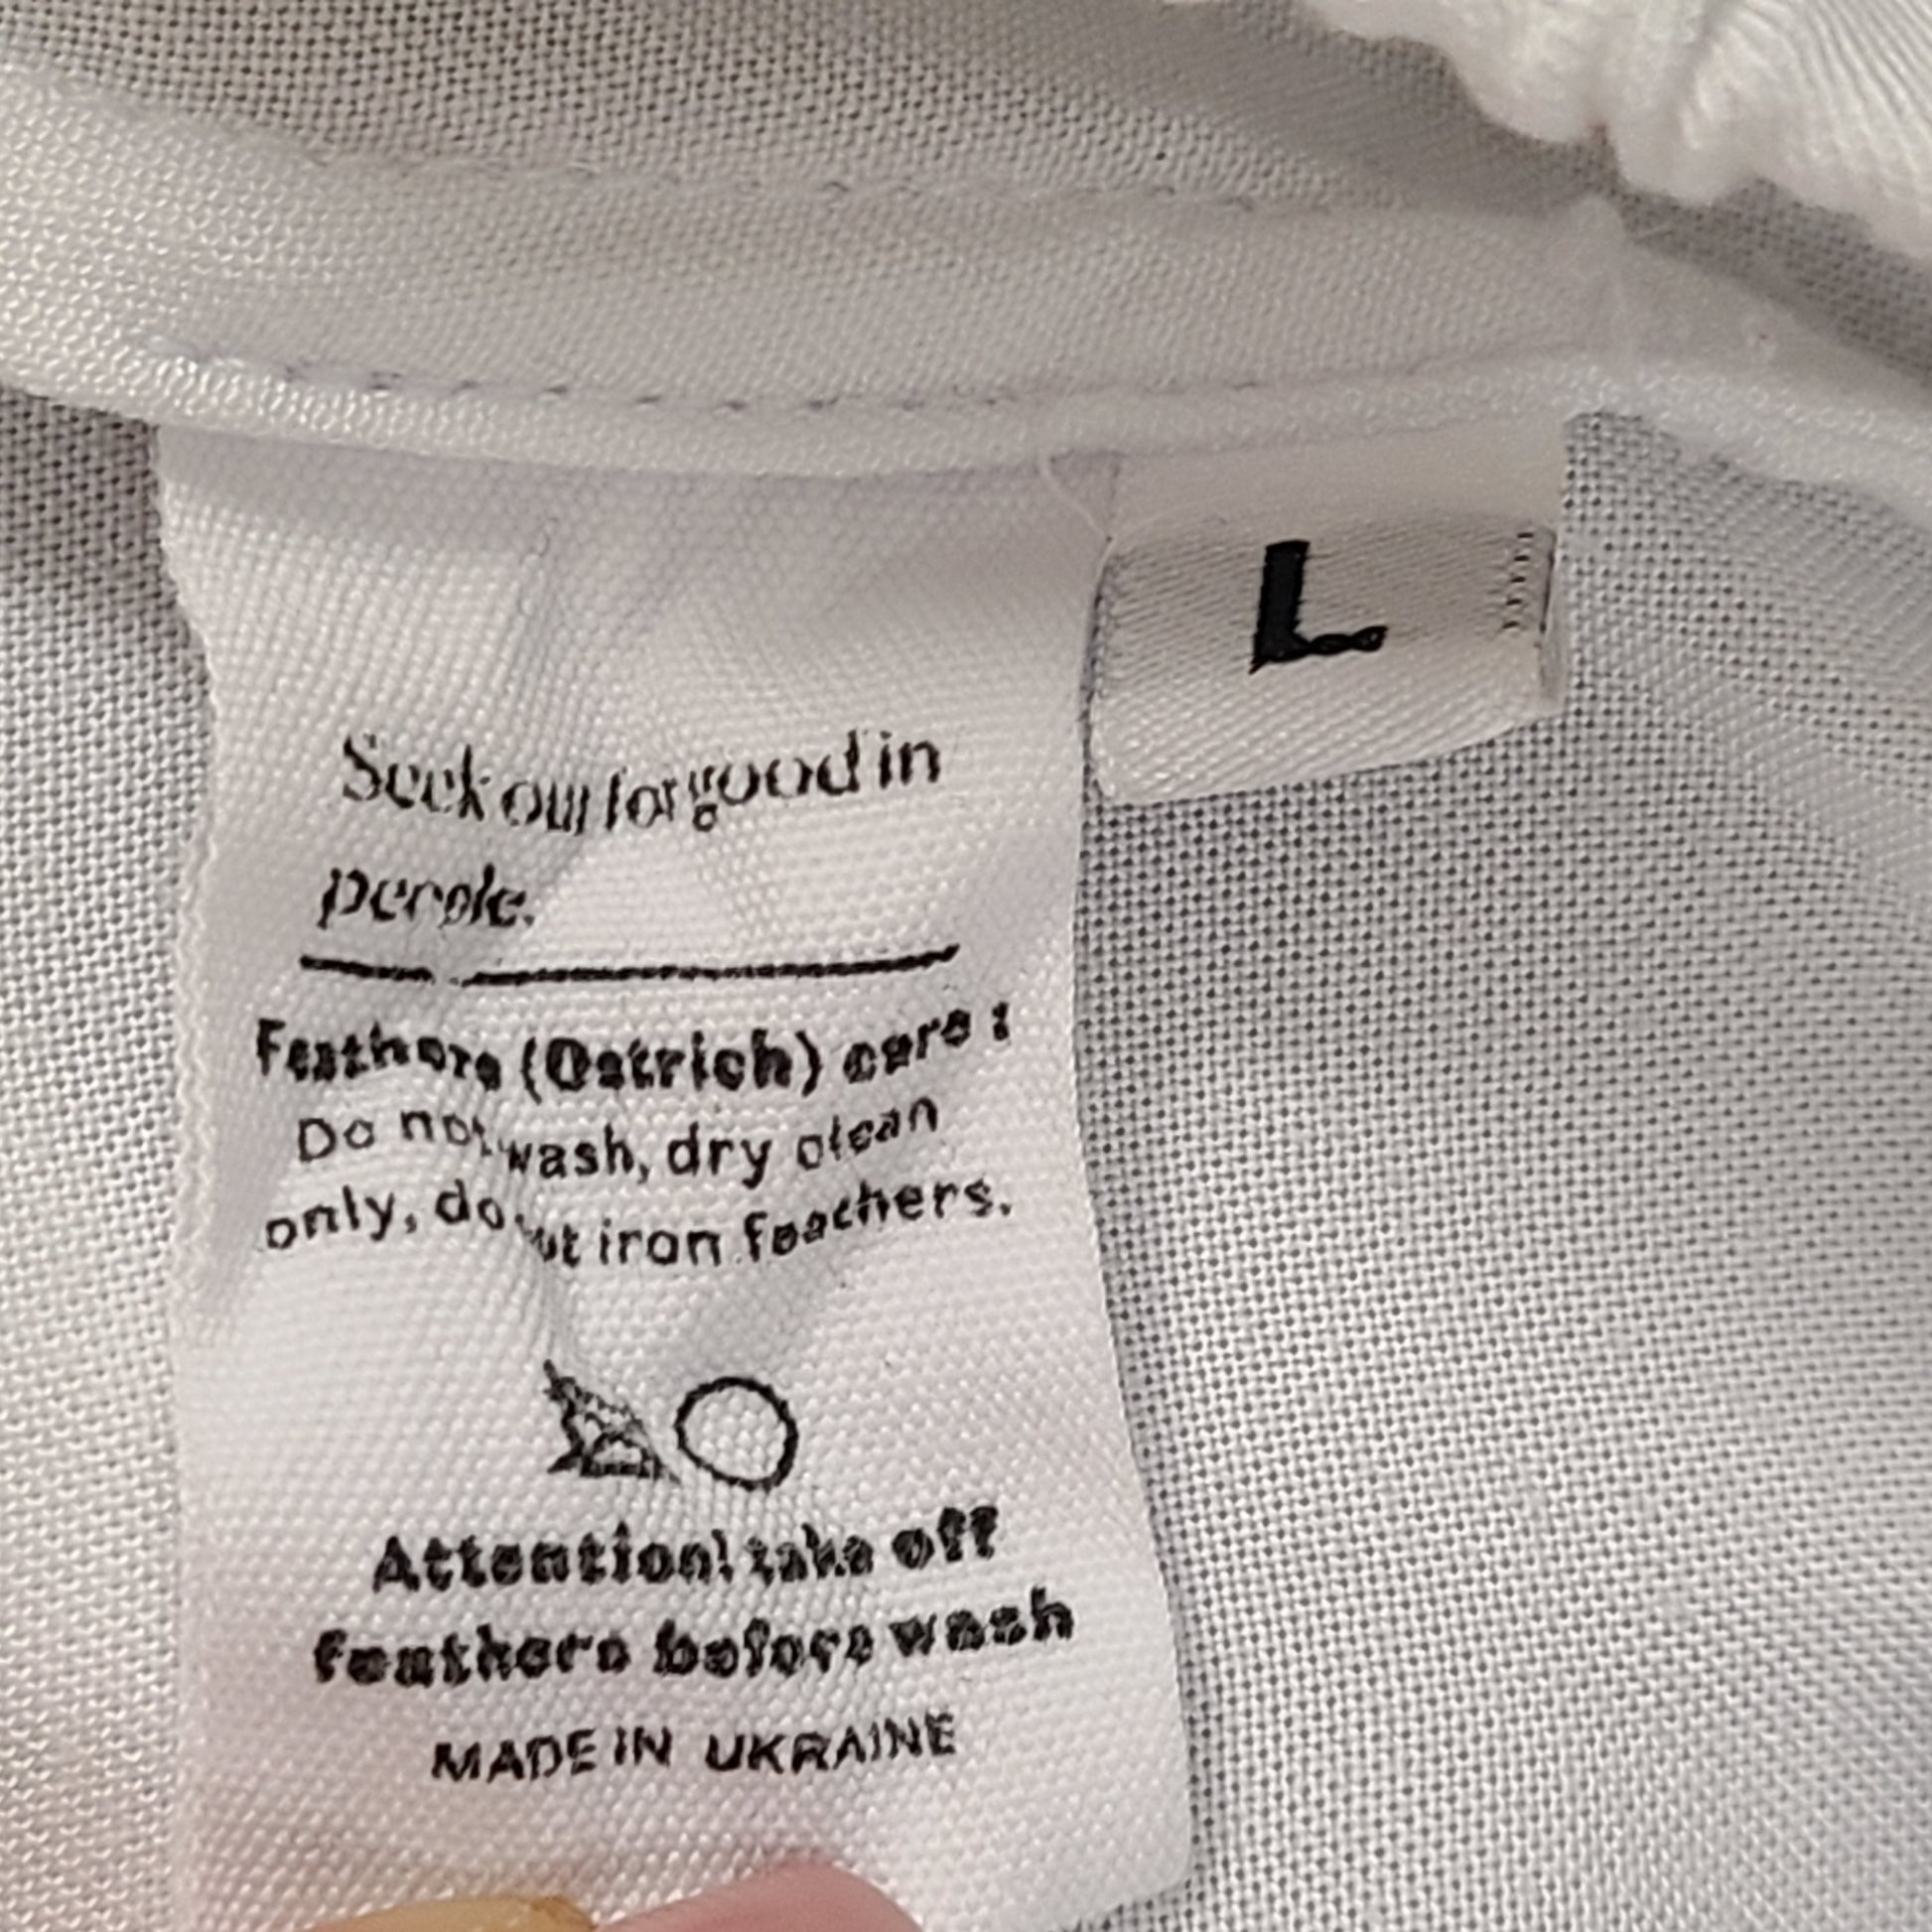 Seek out for good in
people.
Feathers (Ostrich) care:
Do not wash, dry clean
only, do not iron feathers.
Attention! take off
feathers before wash
MADE IN UKRAINE
L